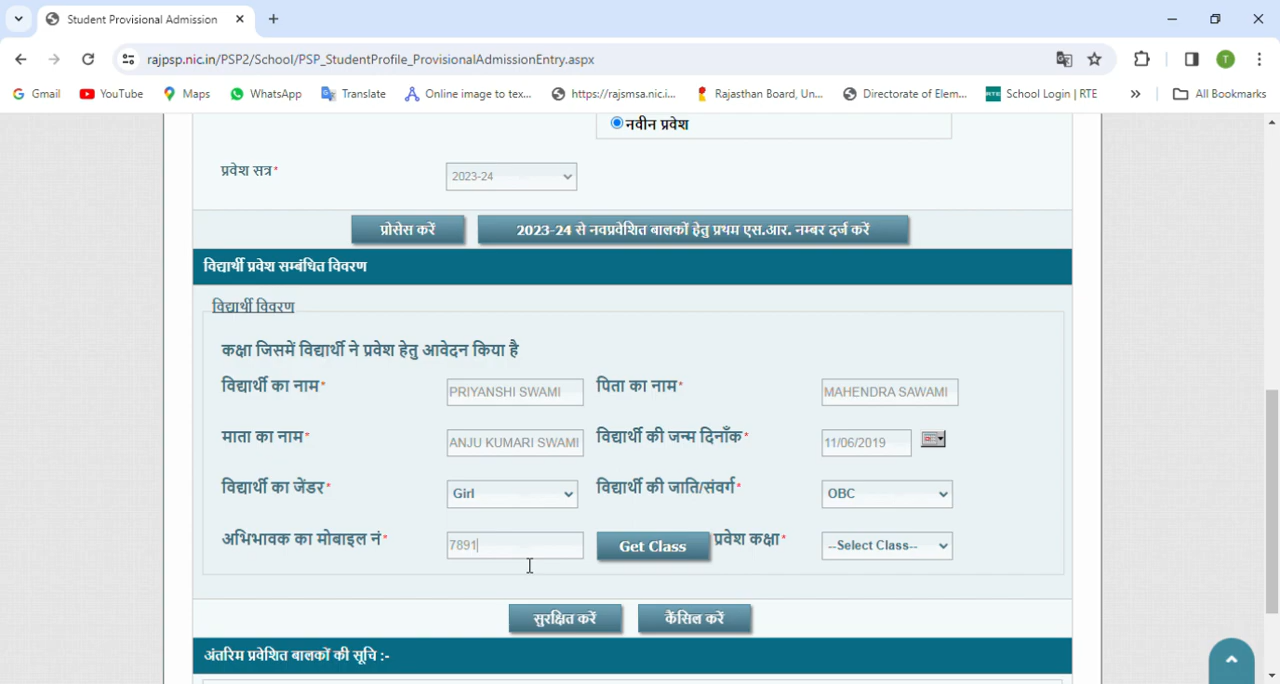 Student Provisional Admission
rajpsp.nic.in/PSP2/School/PSP_StudentProfile_ProvisionalAdmissionEntry.aspx
T
Gmail YouTube Maps WhatsApp Translate Online image to tex... https://rajsmsa.nic.i... Rajasthan Board, Un... Directorate of Elem... School Login | RTE » All Bookmarks
नवीन प्रवेश
प्रवेश सत्र* 2023-24
प्रोसेस करें 2023-24 से नवप्रवेशित बालकों हेतु प्रथम एस.आर. नम्बर दर्ज करें
विद्यार्थी प्रवेश सम्बंधित विवरण
विद्यार्थी विवरण
कक्षा जिसमें विद्यार्थी ने प्रवेश हेतु आवेदन किया है
विद्यार्थी का नाम* PRIYANSHI SWAMI पिता का नाम* MAHENDRA SAWAMI
माता का नाम* ANJU KUMARI SWAMI विद्यार्थी की जन्म दिनाँक* 11/06/2019
विद्यार्थी का जेंडर* Girl विद्यार्थी की जाति/संवर्ग* OBC
अभिभावक का मोबाइल नं* 7891 Get Class प्रवेश कक्षा* --Select Class--
सुरक्षित करें कैंसिल करें
अंतरिम प्रवेशित बालकों की सूचि :-